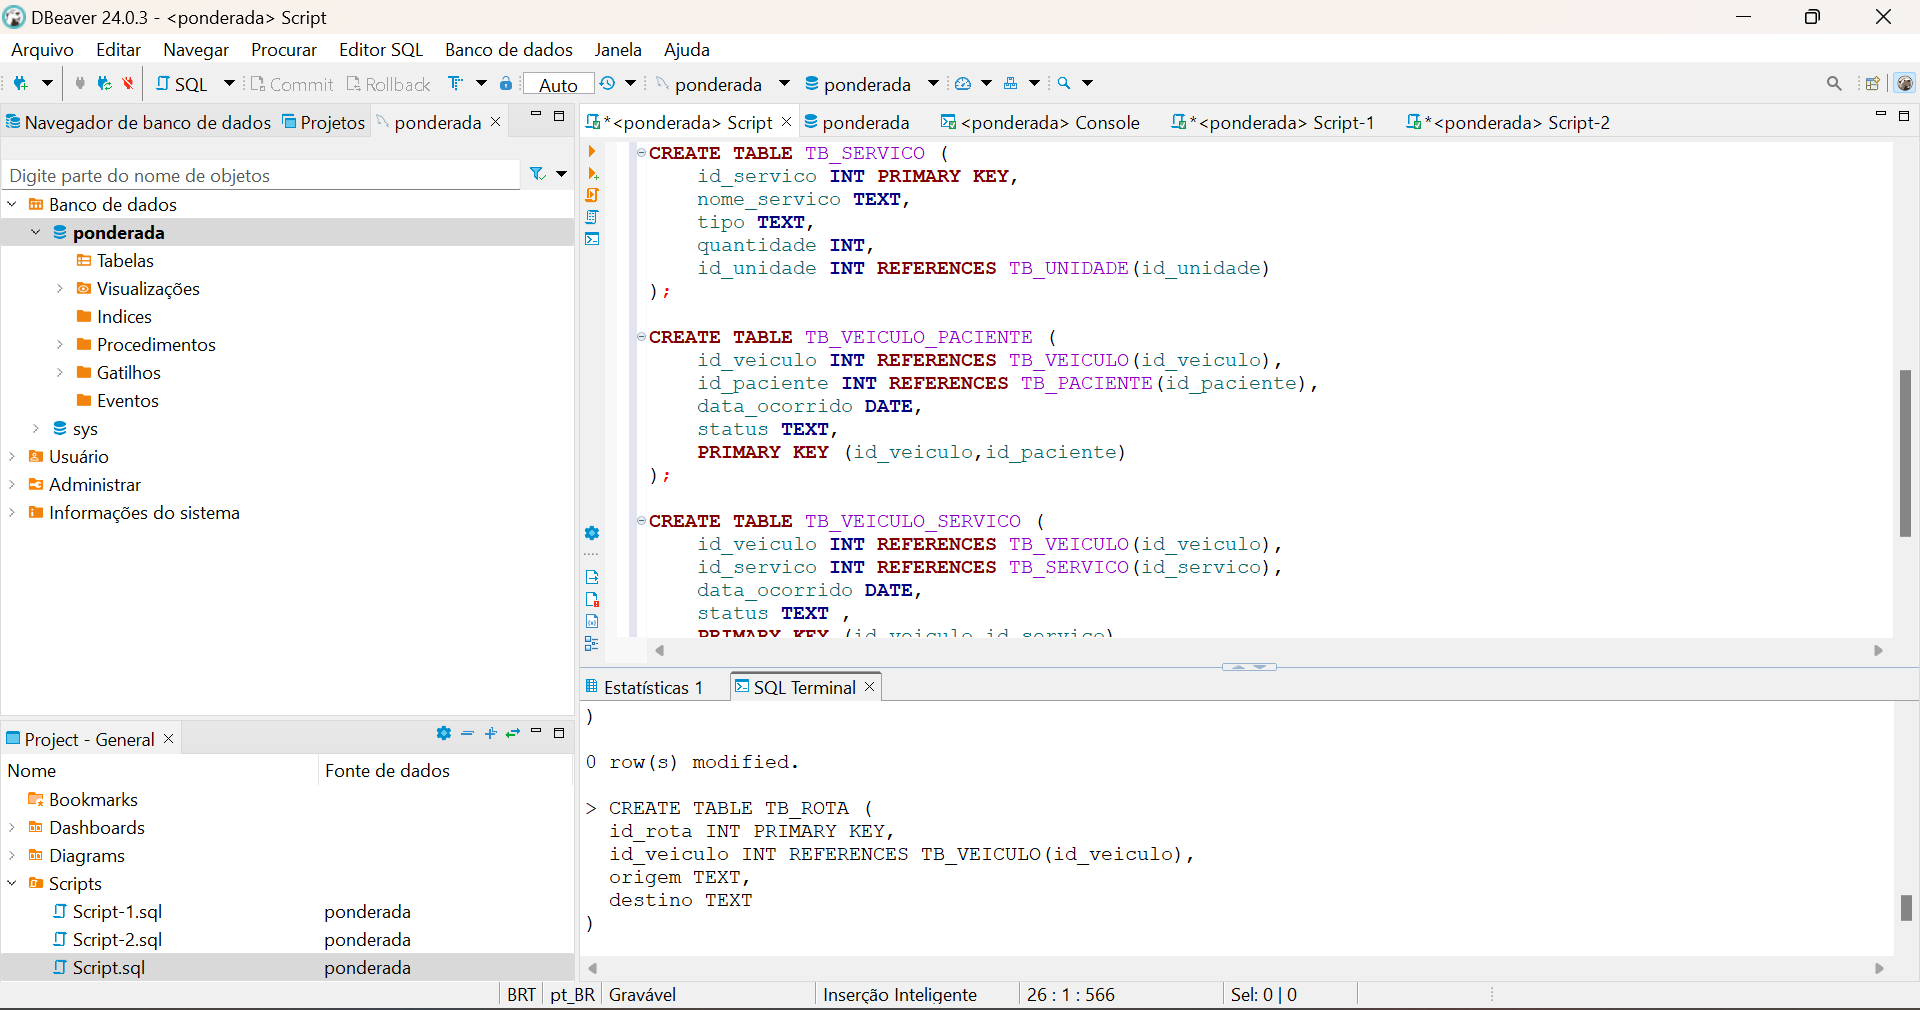 DBeaver 24.0.3 - <ponderada> Script
Arquivo Editar Navegar Procurar Editor SQL Banco de dados Janela Ajuda
SQL Commit Rollback Auto ponderada ponderada
Navegador de banco de dados Projetos ponderada
Digite parte do nome de objetos
Banco de dados
ponderada
Tabelas
Visualizações
Indices
Procedimentos
Gatilhos
Eventos
sys
Usuário
Administrar
Informações do sistema
Project - General
Nome Fonte de dados
Bookmarks
Dashboards
Diagrams
Scripts
Script-1.sql ponderada
Script-2.sql ponderada
Script.sql ponderada
*<ponderada> Script ponderada <ponderada> Console *<ponderada> Script-1 *<ponderada> Script-2
CREATE TABLE TB_SERVICO (
id_servico INT PRIMARY KEY,
nome_servico TEXT,
tipo TEXT,
quantidade INT,
id_unidade INT REFERENCES TB_UNIDADE(id_unidade)
);
CREATE TABLE TB_VEICULO_PACIENTE (
id_veiculo INT REFERENCES TB_VEICULO(id_veiculo),
id_paciente INT REFERENCES TB_PACIENTE(id_paciente),
data_ocorrido DATE,
status TEXT,
PRIMARY KEY (id_veiculo,id_paciente)
);
CREATE TABLE TB_VEICULO_SERVICO (
id_veiculo INT REFERENCES TB_VEICULO(id_veiculo),
id_servico INT REFERENCES TB_SERVICO(id_servico),
data_ocorrido DATE,
status TEXT ,
PRIMARY KEY (id_veiculo,id_servico)
Estatísticas 1 SQL Terminal
)
0 row(s) modified.
> CREATE TABLE TB_ROTA (
id_rota INT PRIMARY KEY,
id_veiculo INT REFERENCES TB_VEICULO(id_veiculo),
origem TEXT,
destino TEXT
)
BRT pt_BR Gravável Inserção Inteligente 26 : 1 : 566 Sel: 0 | 0